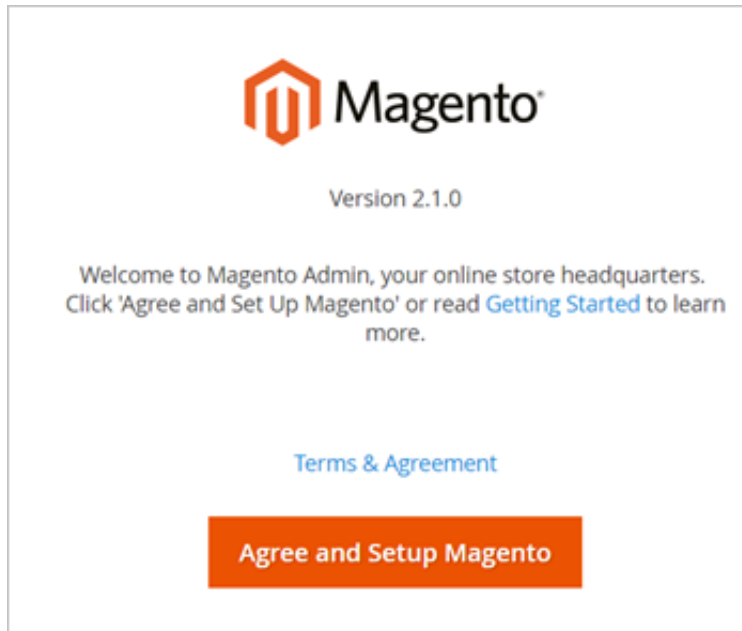 Magento®
Version 2.1.0
Welcome to Magento Admin, your online store headquarters.
Click 'Agree and Set Up Magento' or read Getting Started to learn
more.
Terms & Agreement
Agree and Setup Magento